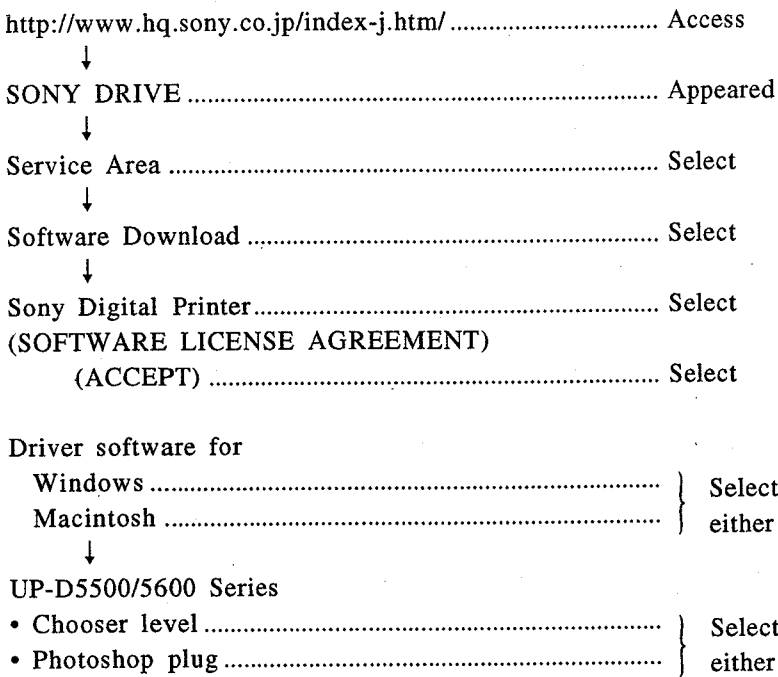 http://www.hq.sony.co.jp/index-j.htm/ ........................ Access
↓
SONY DRIVE ........................ Appeared
↓
Service Area ........................ Select
↓
Software Download ........................ Select
↓
Sony Digital Printer ........................ Select
(SOFTWARE LICENSE AGREEMENT)
(ACCEPT) ........................ Select
Driver software for
Windows ........................ } Select
Macintosh ........................ } either
↓
UP-D5500/5600 Series
• Chooser level ........................ } Select
• Photoshop plug ........................ } either